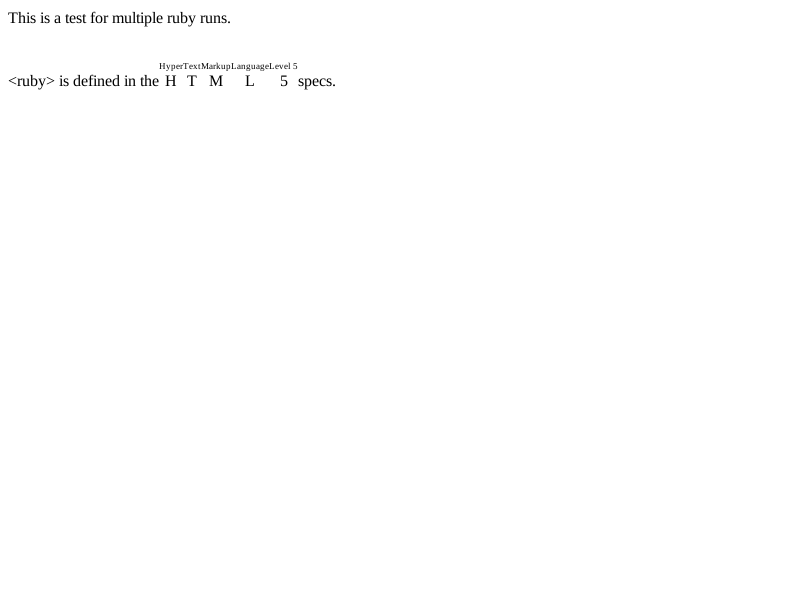 This is a test for multiple ruby runs.
HyperTextMarkupLanguageLevel 5
<ruby> is defined in the H T M L 5 specs.